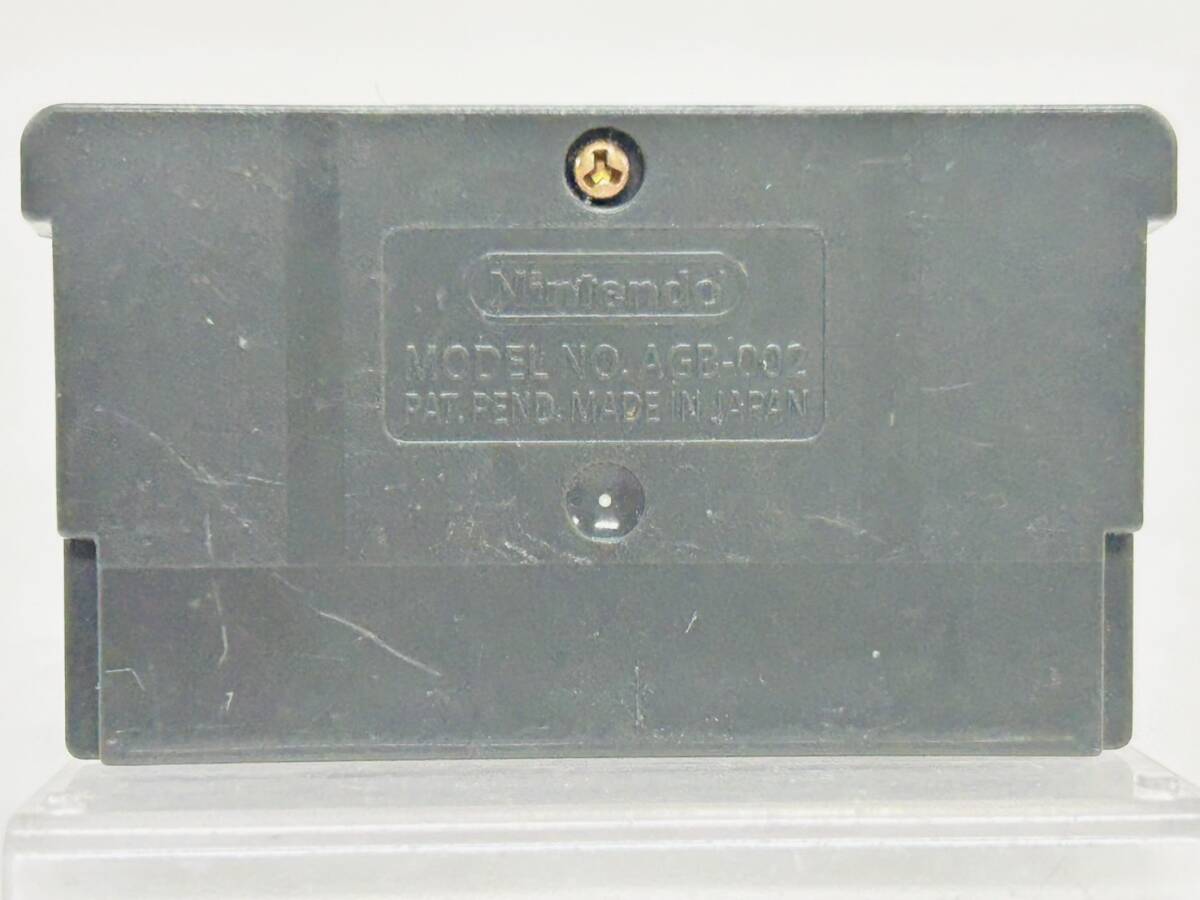 Nintendo
MODEL NO. AGB-002
PAT. PEND. MADE IN JAPAN